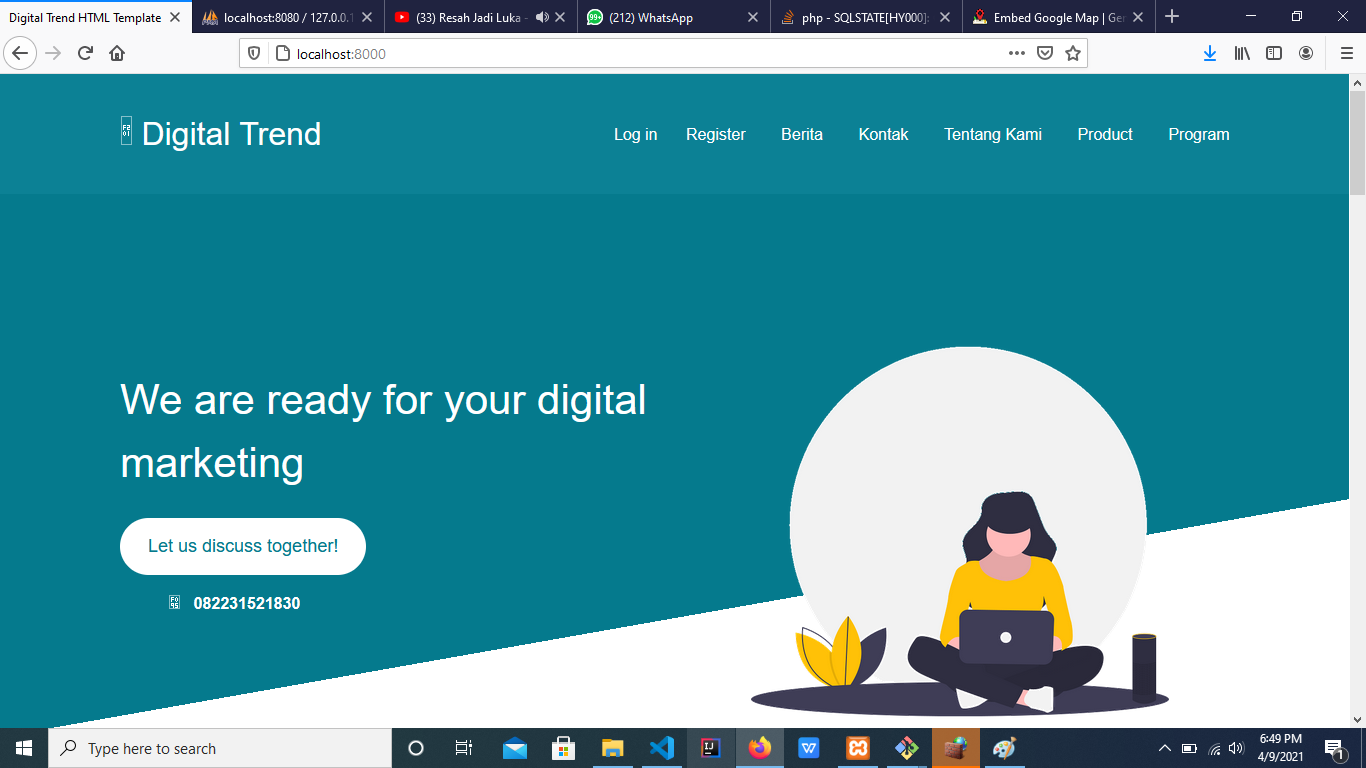 Digital Trend HTML Template
localhost:8080 / 127.0.0.1
(33) Resah Jadi Luka -
99+
(212) WhatsApp
php - SQLSTATE[HY000]:
Embed Google Map | Ger
localhost:8000
Digital Trend
Log in
Register
Berita
Kontak
Tentang Kami
Product
Program
We are ready for your digital
marketing
Let us discuss together!
082231521830
Type here to search
6:49 PM
4/9/2021
1